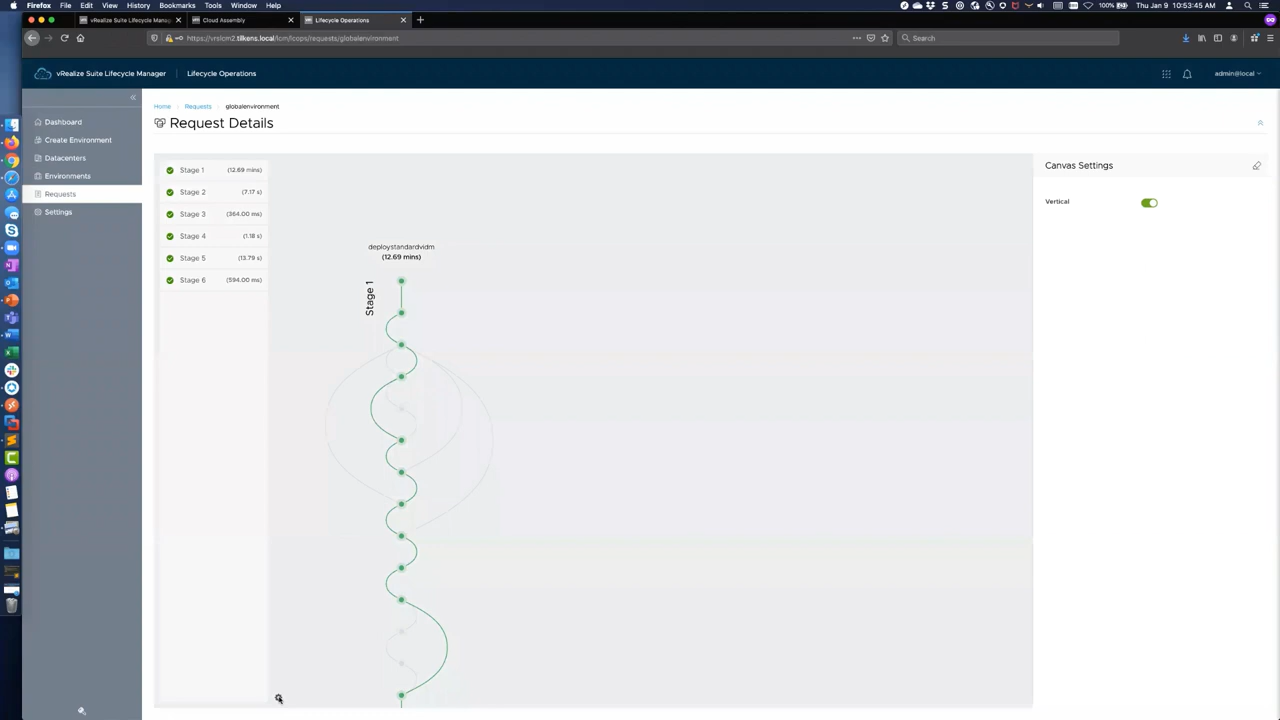 Firefox File Edit View History Bookmarks Tools Window Help 100% Thu Jan 9 10:53:45 AM
vRealize Suite Lifecycle Manag Cloud Assembly Lifecycle Operations
https://vrslcm2.tilkens.local/lcm/lcops/requests/globalenvironment Search
vRealize Suite Lifecycle Manager Lifecycle Operations admin@local
Dashboard
Create Environment
Datacenters
Environments
Requests
Settings
Home Requests globalenvironment
Request Details
Stage 1 (12.69 mins)
Stage 2 (7.17 s)
Stage 3 (364.00 ms)
Stage 4 (1.18 s)
Stage 5 (13.79 s)
Stage 6 (594.00 ms)
deploystandardvidm
(12.69 mins)
Stage 1
Canvas Settings
Vertical